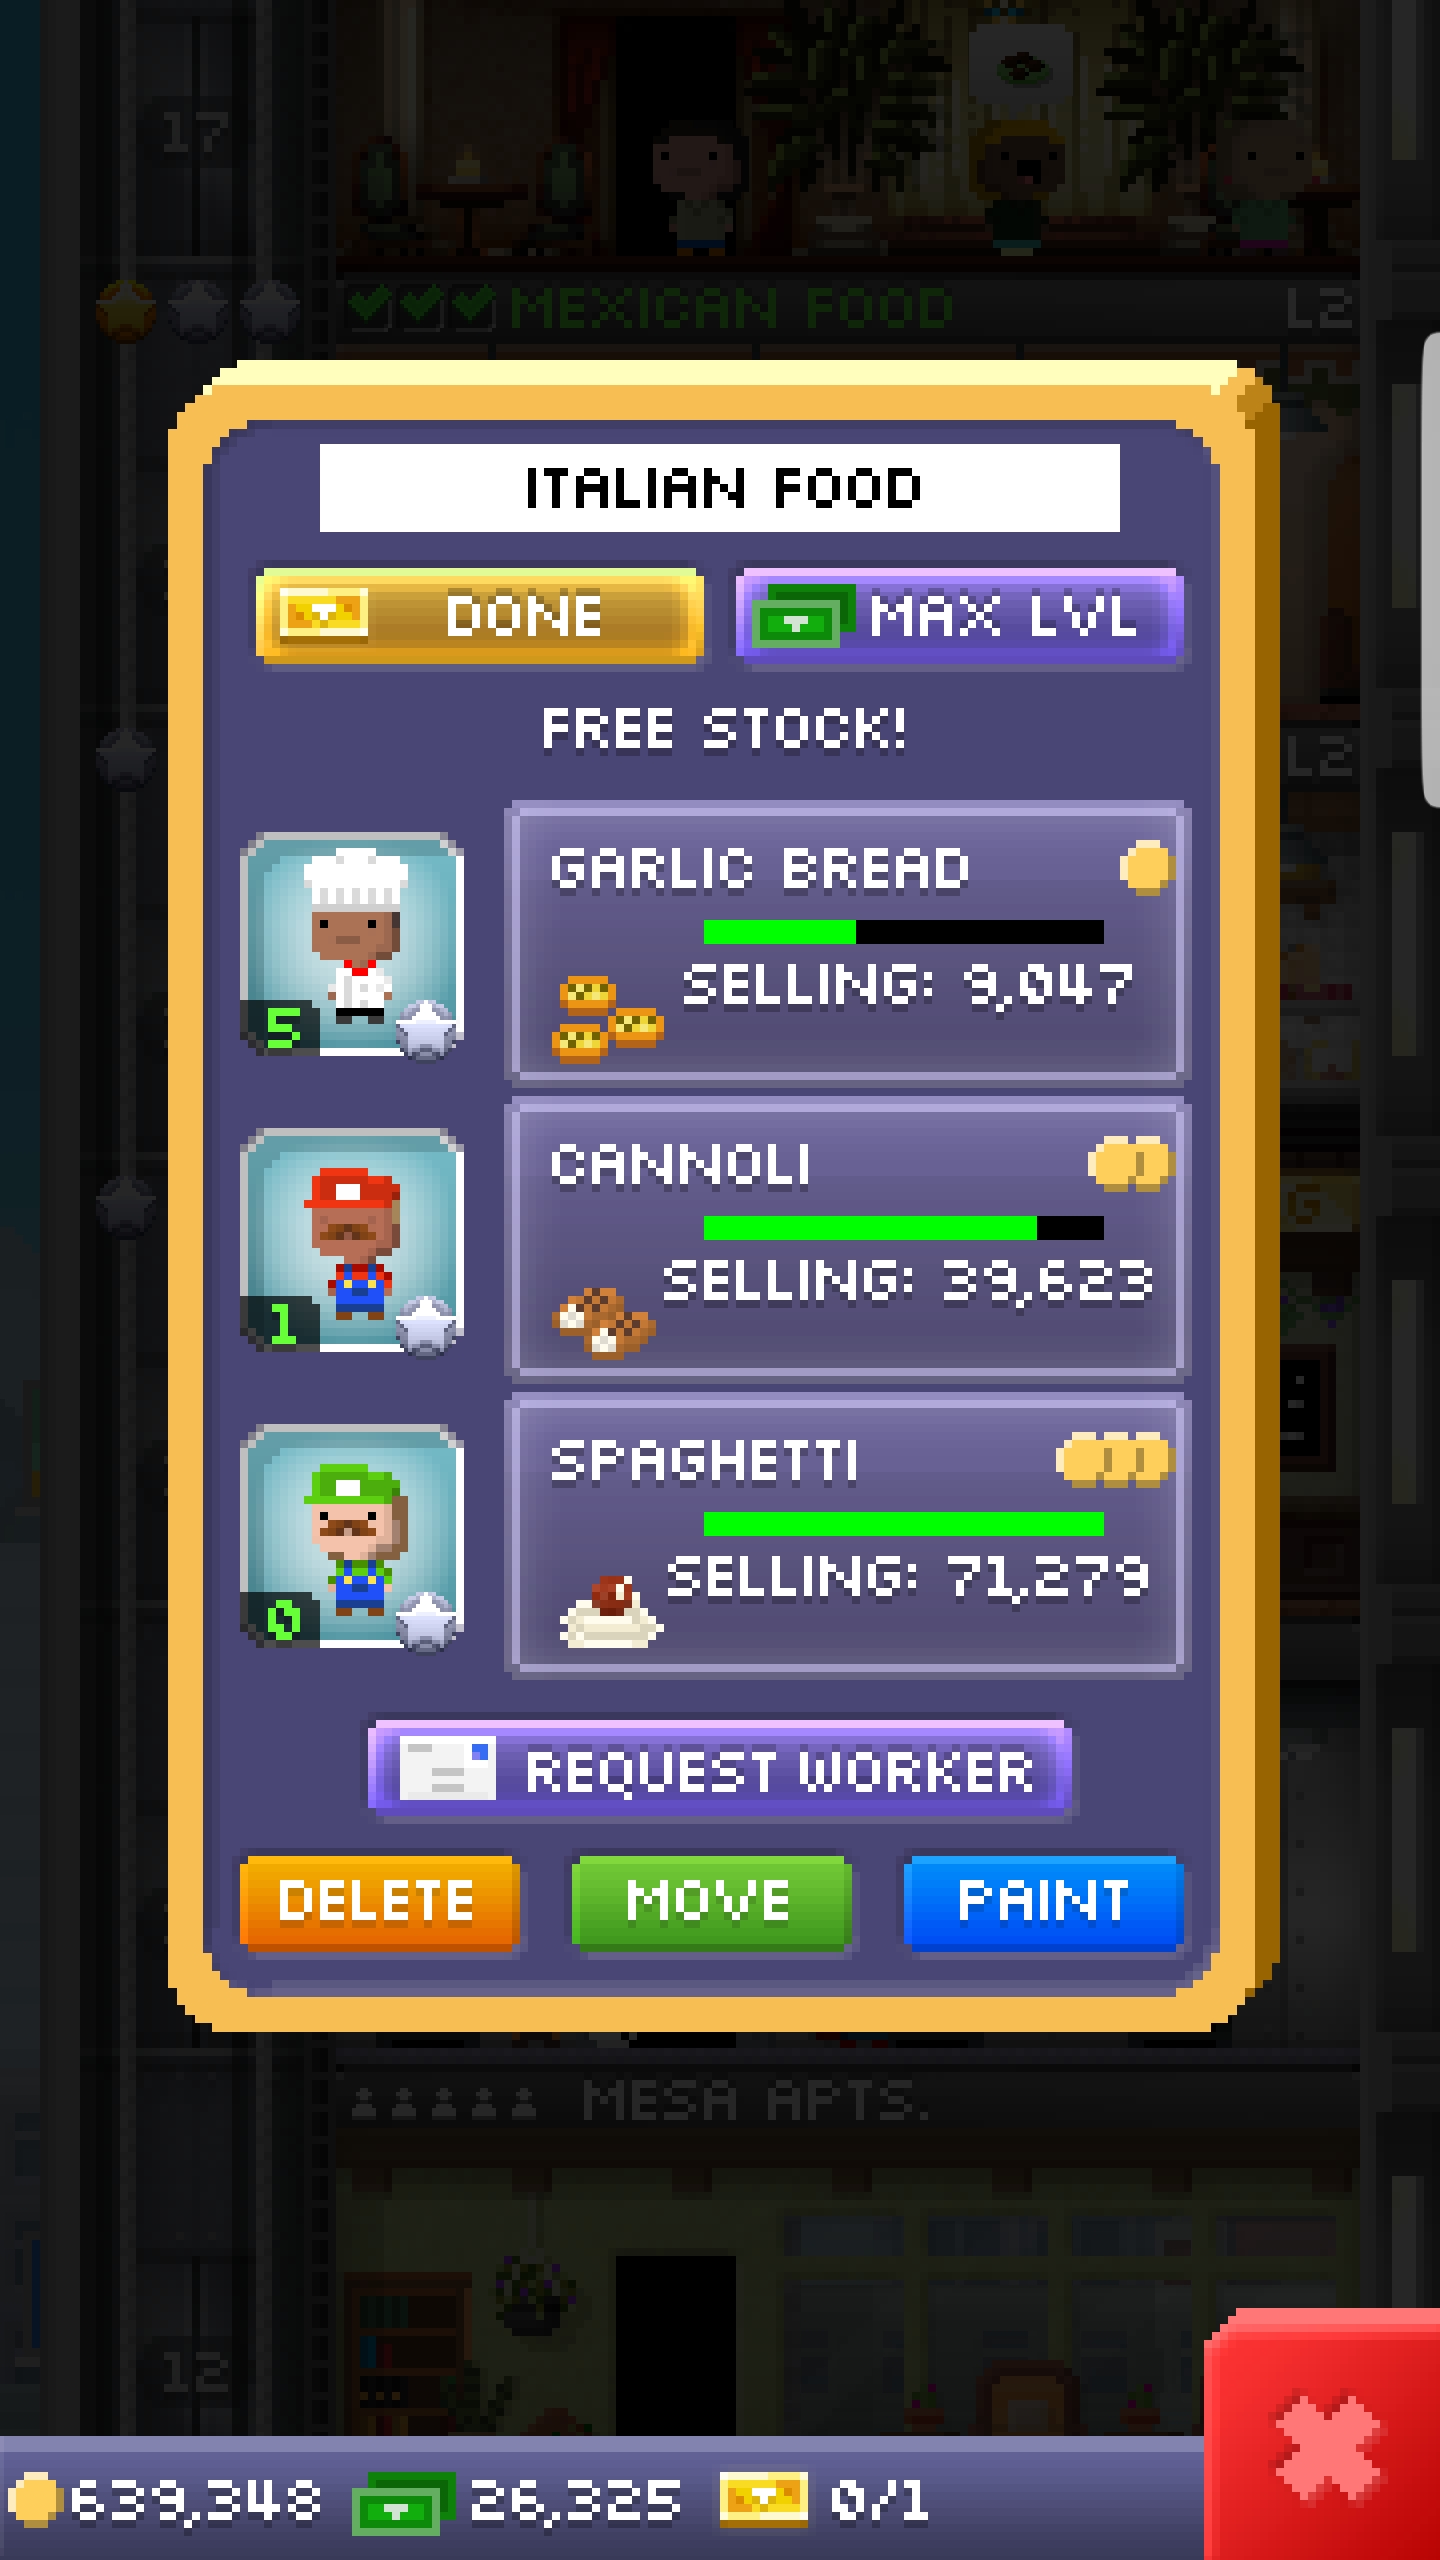 17
MEXICAN FOOD L2
ITALIAN FOOD
DONE
MAX LVL
FREE STOCK!
L2
GARLIC BREAD
SELLING: 9,047
5
CANNOLI
SELLING: 39,623
1
G
SPAGHETTI
SELLING: 71,279
0
REQUEST WORKER
DELETE
MOVE
PAINT
MESA APTS.
12
639,348
26,325
0/1